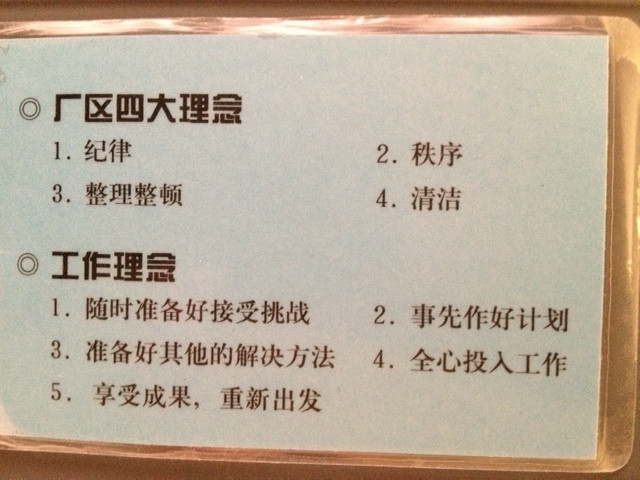 ◎ 厂区四大理念
1. 纪律 2. 秩序
3. 整理整顿 4. 清洁
◎ 工作理念
1. 随时准备好接受挑战 2. 事先作好计划
3. 准备好其他的解决方法 4. 全心投入工作
5. 享受成果，重新出发